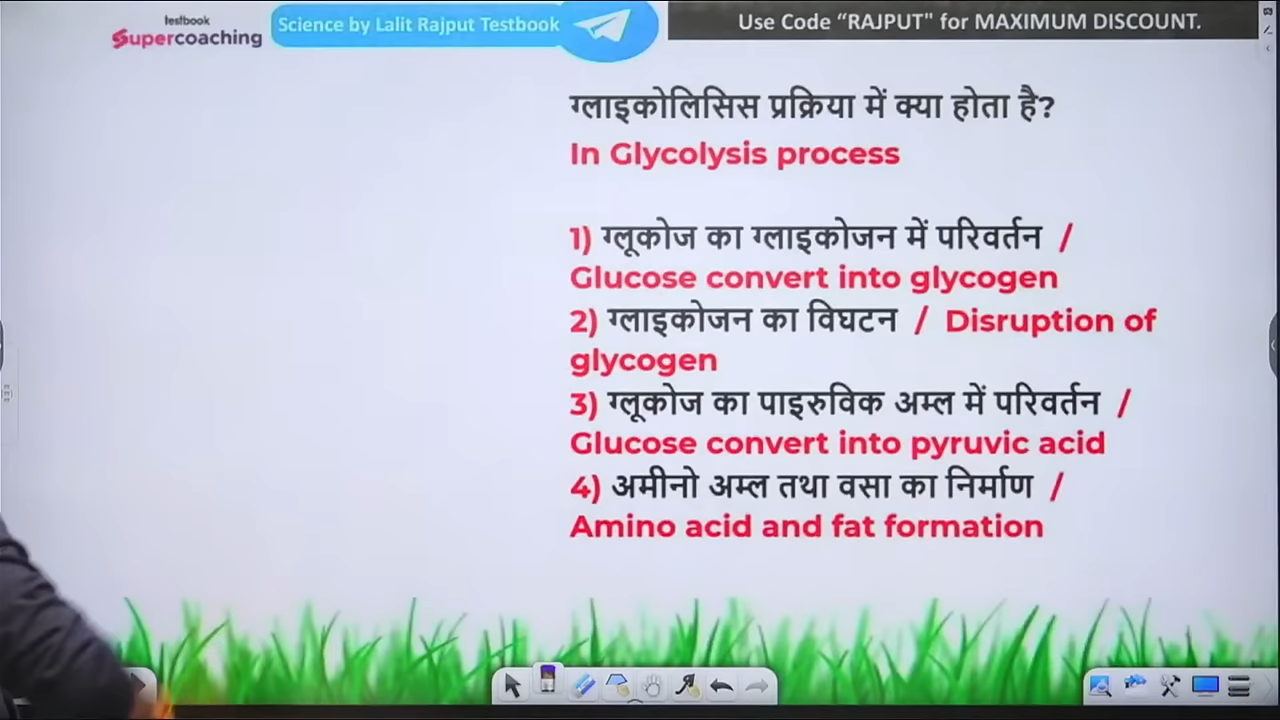 testbook
Supercoaching
Science by Lalit Rajput Testbook
Use Code “RAJPUT" for MAXIMUM DISCOUNT.
ग्लाइकोलिसिस प्रक्रिया में क्या होता है?
In Glycolysis process
1) ग्लूकोज का ग्लाइकोजन में परिवर्तन /
Glucose convert into glycogen
2) ग्लाइकोजन का विघटन / Disruption of
glycogen
3) ग्लूकोज का पाइरुविक अम्ल में परिवर्तन /
Glucose convert into pyruvic acid
4) अमीनो अम्ल तथा वसा का निर्माण /
Amino acid and fat formation